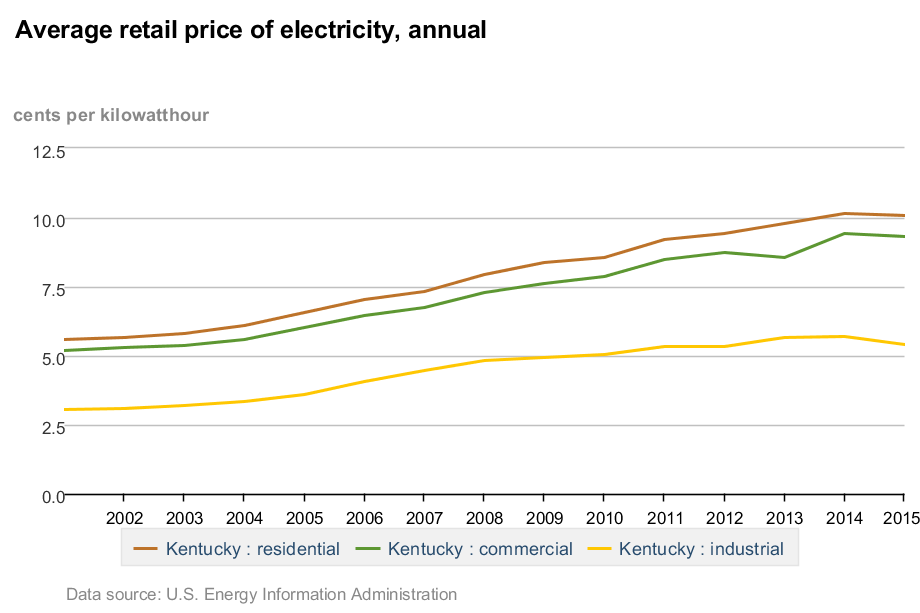 Average retail price of electricity, annual
cents per kilowatthour
12.5
10.0
7.5
5.0
2.5
0.0
2002 2003 2004 2005 2006 2007 2008 2009 2010 2011 2012 2013 2014 2015
Kentucky : residential Kentucky : commercial Kentucky : industrial
Data source: U.S. Energy Information Administration